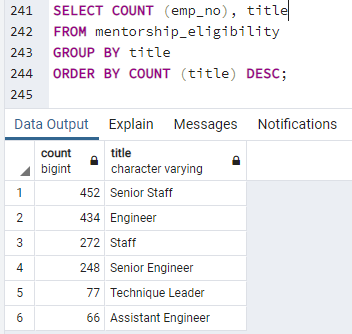 241 SELECT COUNT (emp_no), title
242 FROM mentorship_eligibility
243 GROUP BY title
244 ORDER BY COUNT (title) DESC;
245
Data Output Explain Messages Notifications
count title
bigint character varying
1 452 Senior Staff
2 434 Engineer
3 272 Staff
4 248 Senior Engineer
5 77 Technique Leader
6 66 Assistant Engineer